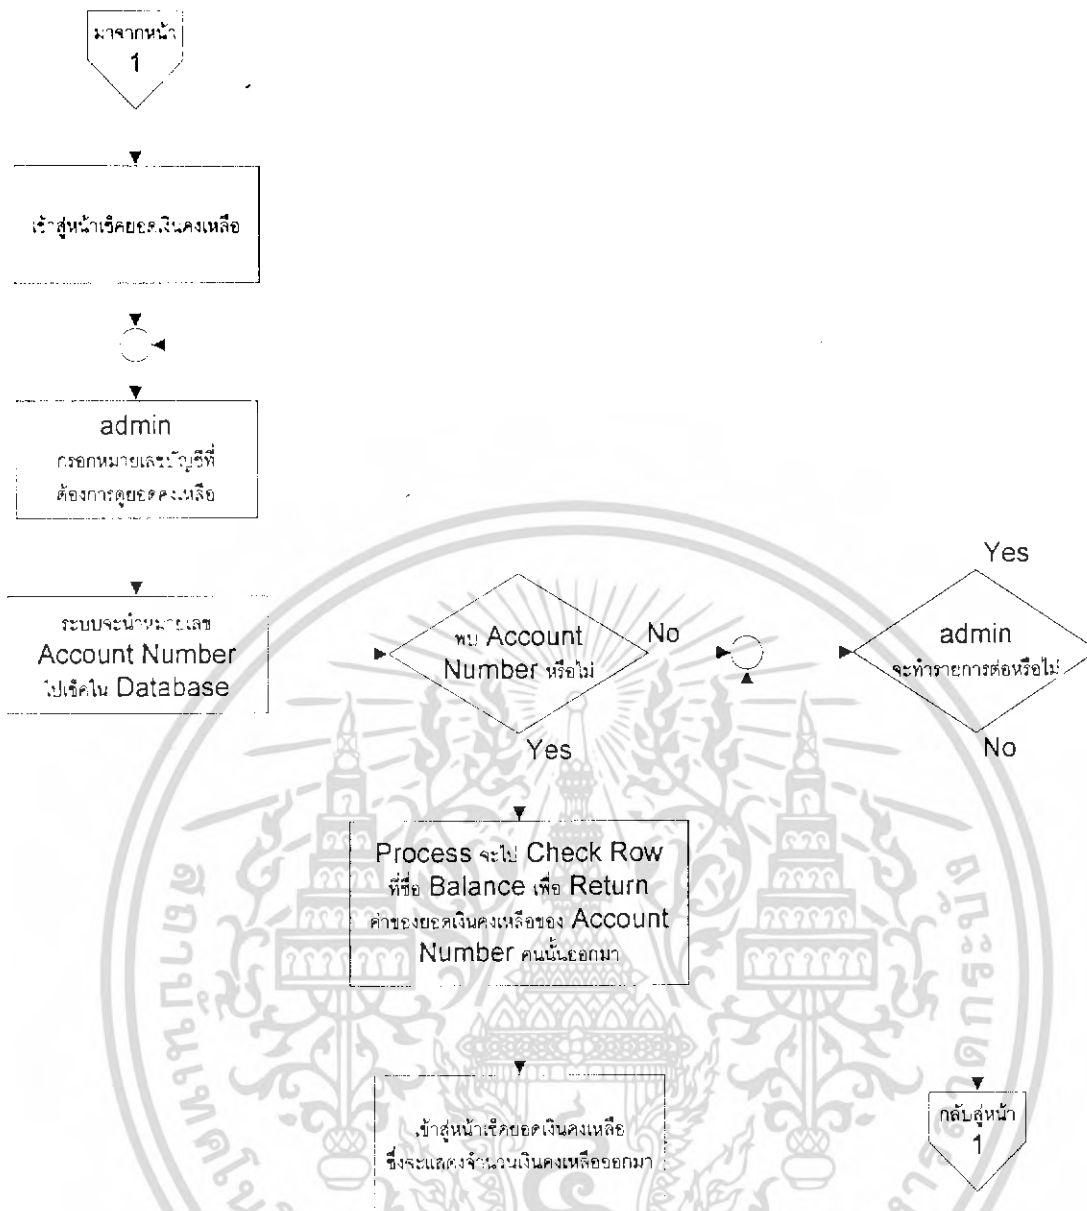 มาจากหน้า
1
เข้าสู่หน้าเช็คยอดเงินคงเหลือ
admin
กรอกหมายเลขบัญชีที่
ต้องการดูยอดคงเหลือ
ระบบจะนำหมายเลข
Account Number
ไปเช็คใน Database
พบ Account
Number หรือไม่
No
Yes
Yes
admin
จะทำรายการต่อหรือไม่
No
Process จะไป Check Row
ที่ชื่อ Balance เพื่อ Return
ค่าของยอดเงินคงเหลือของ Account
Number คนนั้นออกมา
เข้าสู่หน้าเช็คยอดเงินคงเหลือ
ซึ่งจะแสดงจำนวนเงินคงเหลือออกมา
กลับสู่หน้า
1